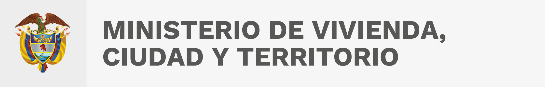 MINISTERIO DE VIVIENDA,
CIUDAD Y TERRITORIO